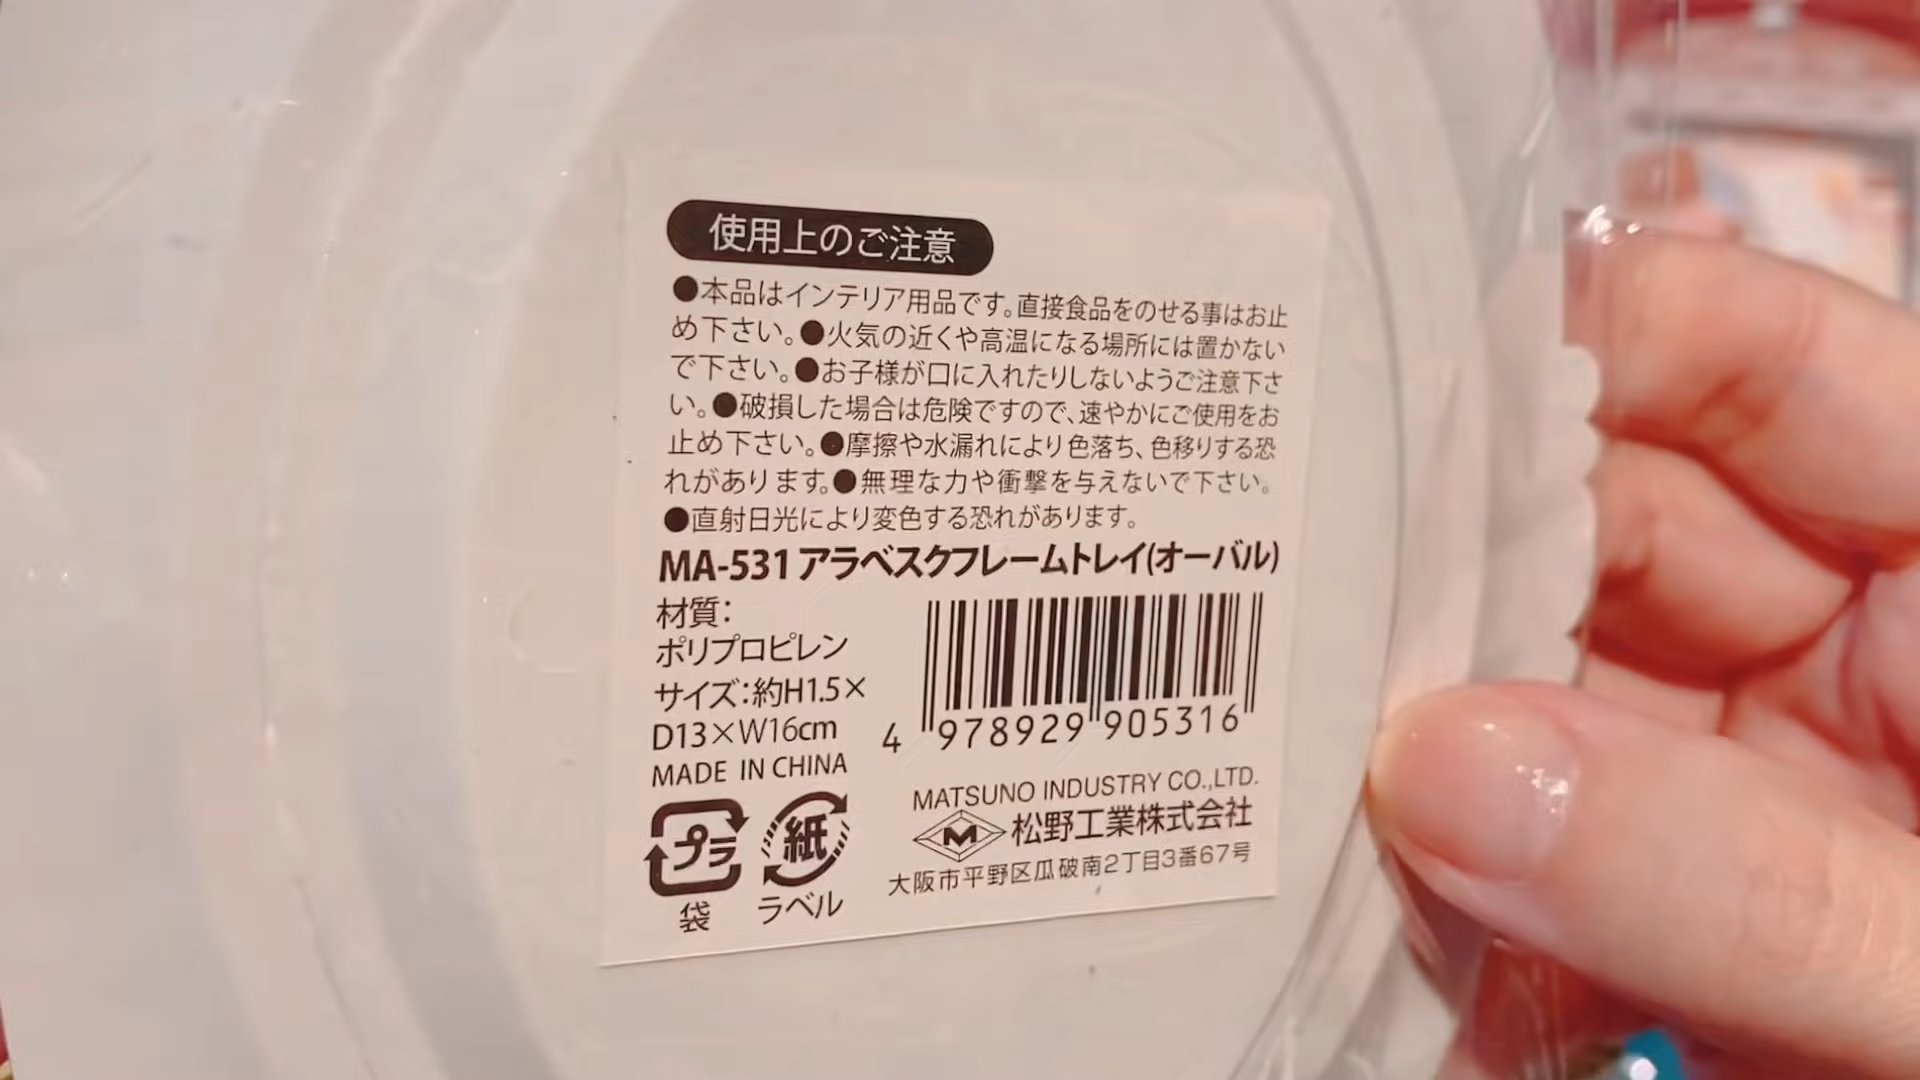 使用上のご注意
●本品はインテリア用品です。直接食品をのせる事はお止
め下さい。●火気の近くや高温になる場所には置かない
で下さい。●お子様が口に入れたりしないようご注意下さ
い。●破損した場合は危険ですので、速やかにご使用をお
止め下さい。●摩擦や水漏れにより色落ち、色移りする恐
れがあります。●無理な力や衝撃を与えないで下さい。
●直射日光により変色する恐れがあります。
MA-531 アラベスクフレームトレイ(オーバル)
材質:
ポリプロピレン
サイズ:約H1.5×
D13×W16cm
MADE IN CHINA
4 978929 905316
プラ
袋
紙
ラベル
MATSUNO INDUSTRY CO.,LTD.
M 松野工業株式会社
大阪市平野区瓜破南2丁目3番67号